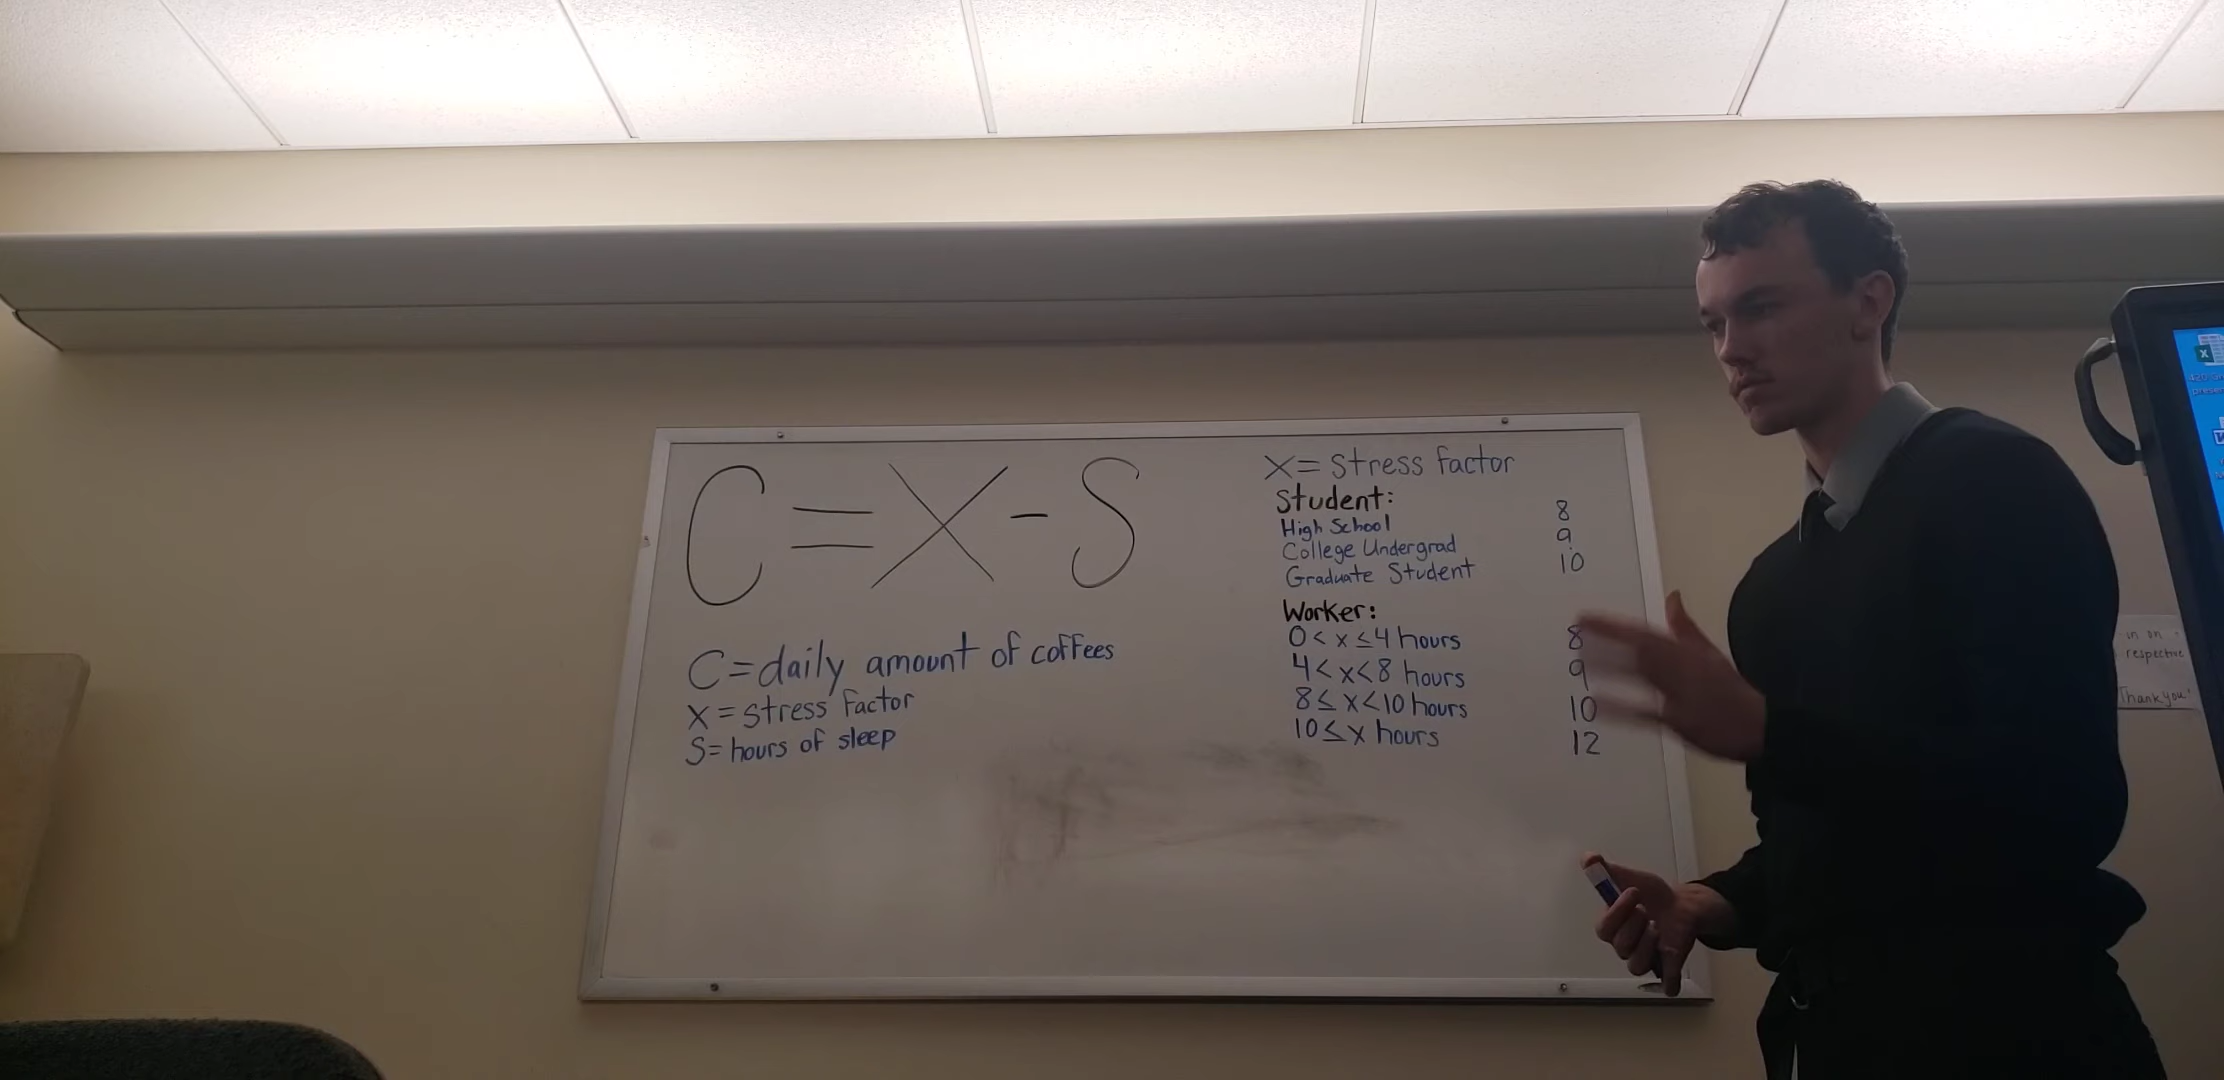 C=X-S
C=daily amount of coffees
X=stress factor
S=hours of sleep
X=stress factor
Student:
High School 8
College Undergrad 9
Graduate Student 10
Worker:
0<x≤4 hours 8
4<x<8 hours 9
8≤x<10 hours 10
10≤x hours 12
in on
respective
Thank you!